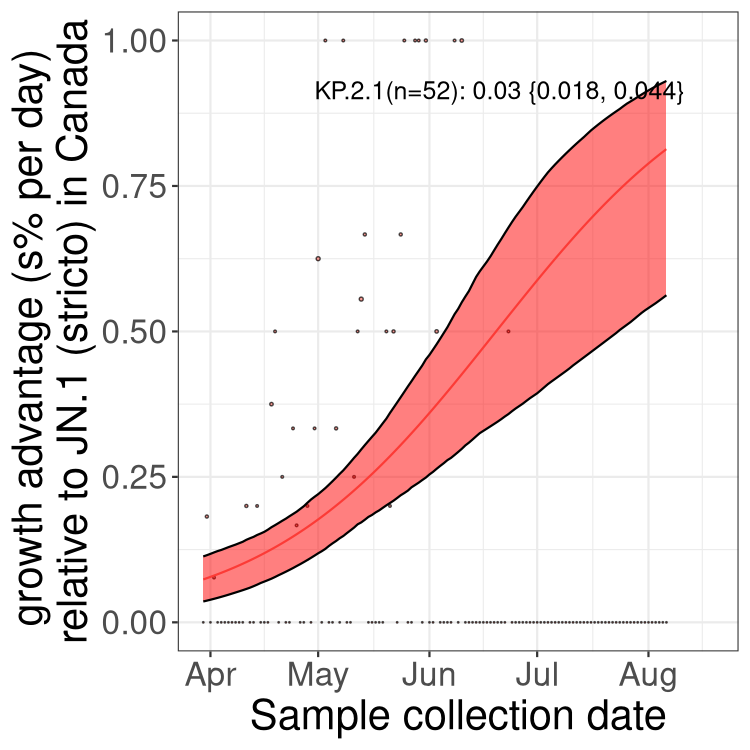 growth advantage (s% per day)
relative to JN.1 (stricto) in Canada
1.00
0.75
0.50
0.25
0.00
KP.2.1(n=52): 0.03 {0.018, 0.044}
Apr
May
Jun
Jul
Aug
Sample collection date